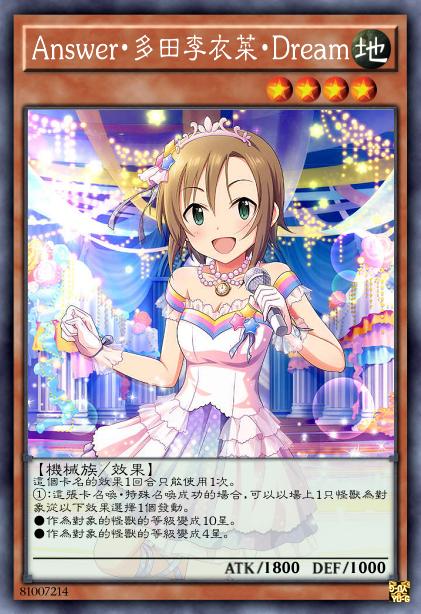 Answer・多田李衣菜・Dream
地
【機械族／效果】
這個卡名的效果1回合只能使用1次。
①：這張卡召喚・特殊召喚成功的場合，可以以場上1只怪獸為對
象從以下效果選擇1個發動。
●作為對象的怪獸的等級變成10星。
●作為對象的怪獸的等級變成4星。
ATK/1800 DEF/1000
81007214